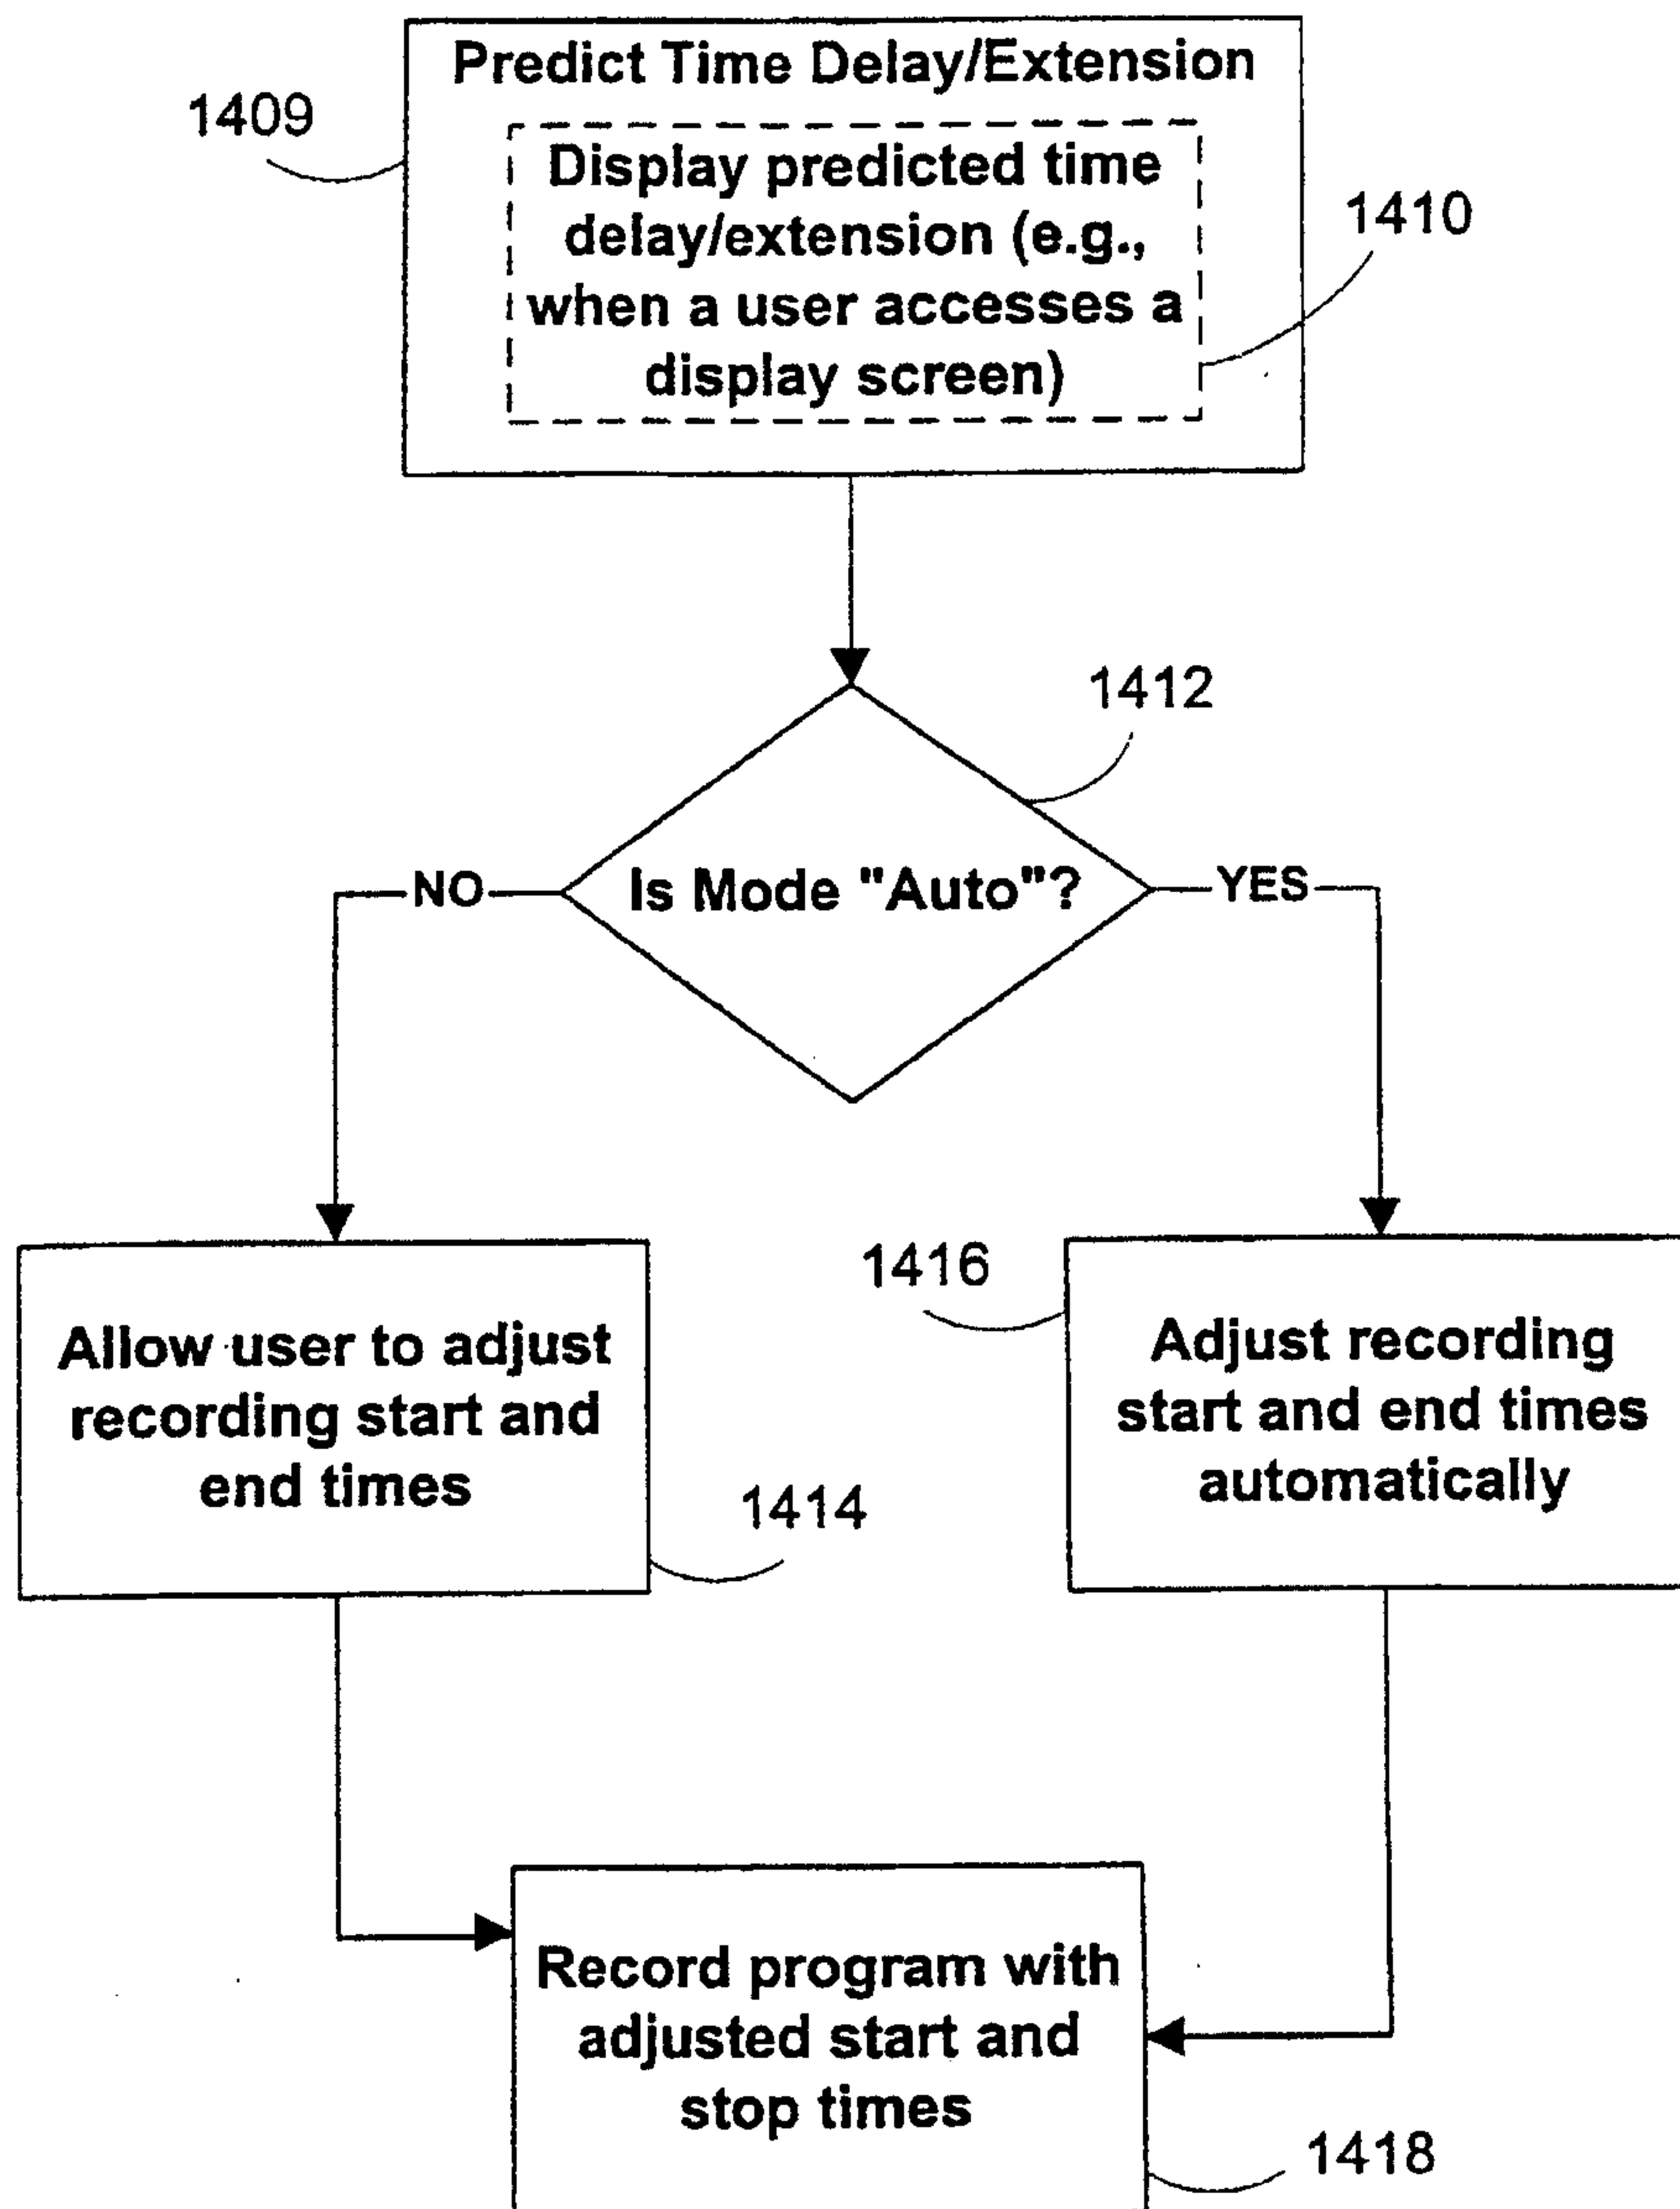 Predict Time Delay/Extension
1409
Display predicted time
delay/extension (e.g.,
when a user accesses a
display screen)
1410
1412
Is Mode "Auto"?
NO
YES
Allow user to adjust
recording start and
end times
1414
1416
Adjust recording
start and end times
automatically
Record program with
adjusted start and
stop times
1418